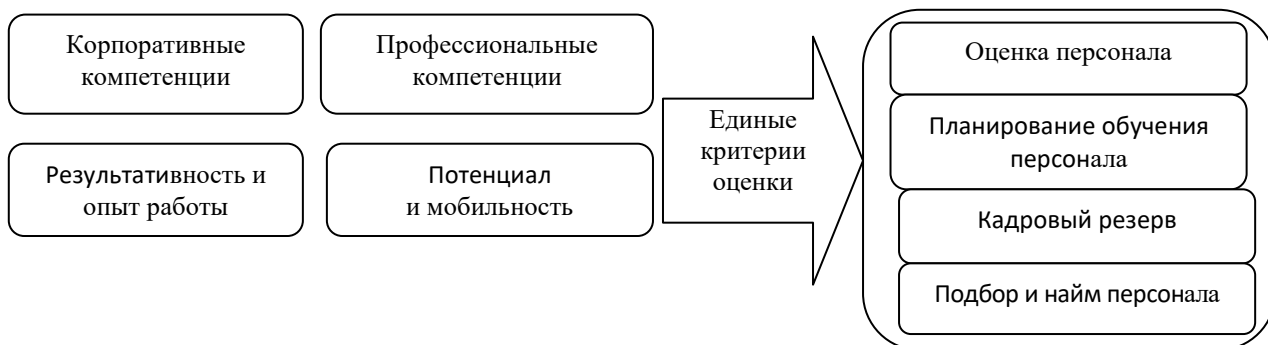 Корпоративные
компетенции
Профессиональные
компетенции
Результативность и
опыт работы
Потенциал
и мобильность
Единые
критерии
оценки
Оценка персонала
Планирование обучения
персонала
Кадровый резерв
Подбор и найм персонала